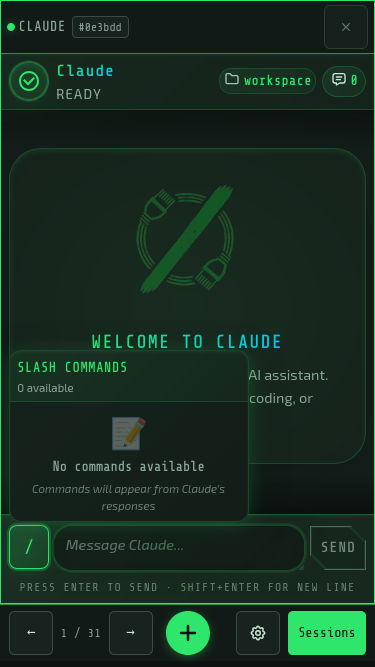 CLAUDE #0e3bdd ×
Claude
READY
workspace 0
WELCOME TO CLAUDE
AI assistant.
coding, or
SLASH COMMANDS
0 available
No commands available
Commands will appear from Claude's
responses
/ Message Claude... SEND
PRESS ENTER TO SEND · SHIFT+ENTER FOR NEW LINE
← 1 / 31 → + Sessions